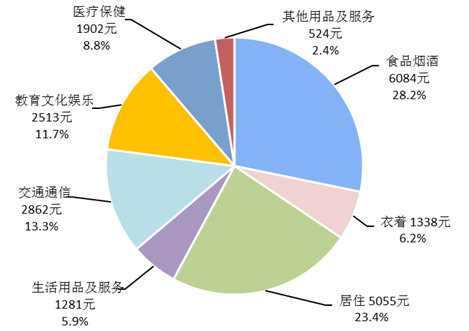 其他用品及服务
524元
2.4%
食品烟酒
6084元
28.2%
衣着 1338元
6.2%
居住 5055元
23.4%
生活用品及服务
1281元
5.9%
交通通信
2862元
13.3%
教育文化娱乐
2513元
11.7%
医疗保健
1902元
8.8%